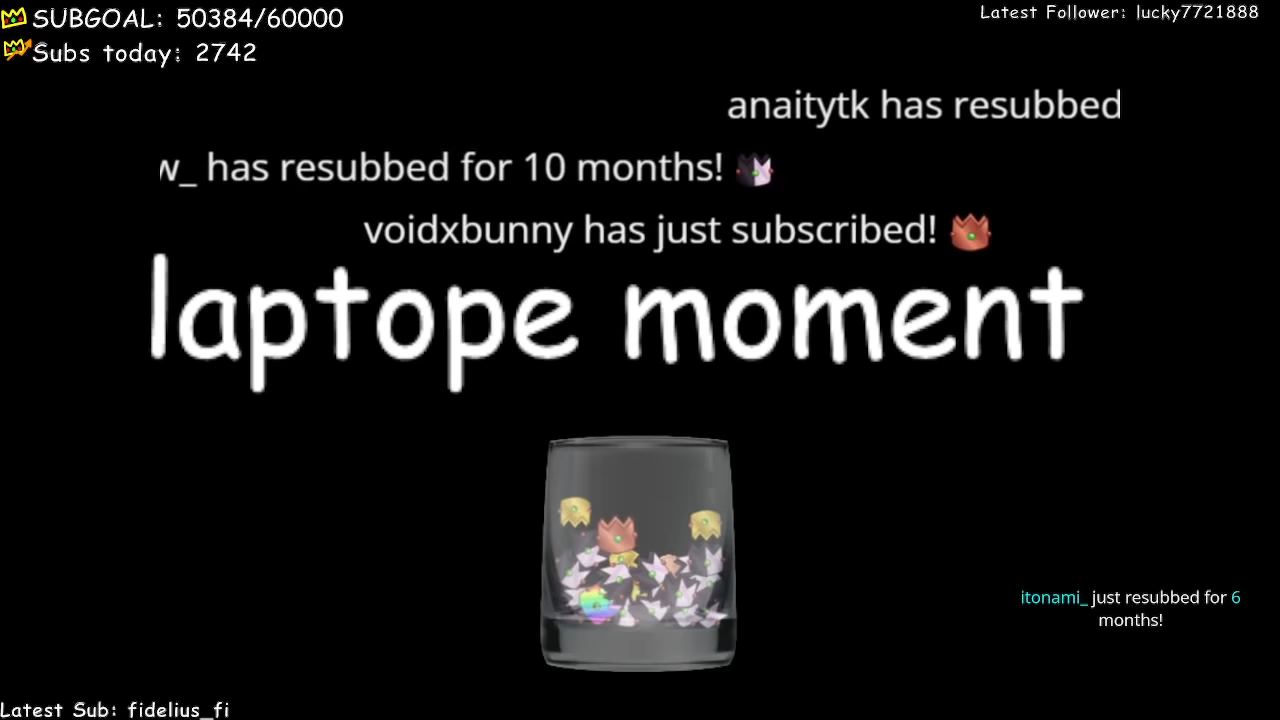 SUBGOAL: 50384/60000
Latest Follower: lucky7721888
Subs today: 2742
anaitytk has resubbed
w_ has resubbed for 10 months!
voidxbunny has just subscribed!
laptope moment
itonami_ just resubbed for 6
months!
Latest Sub: fidelius_fi